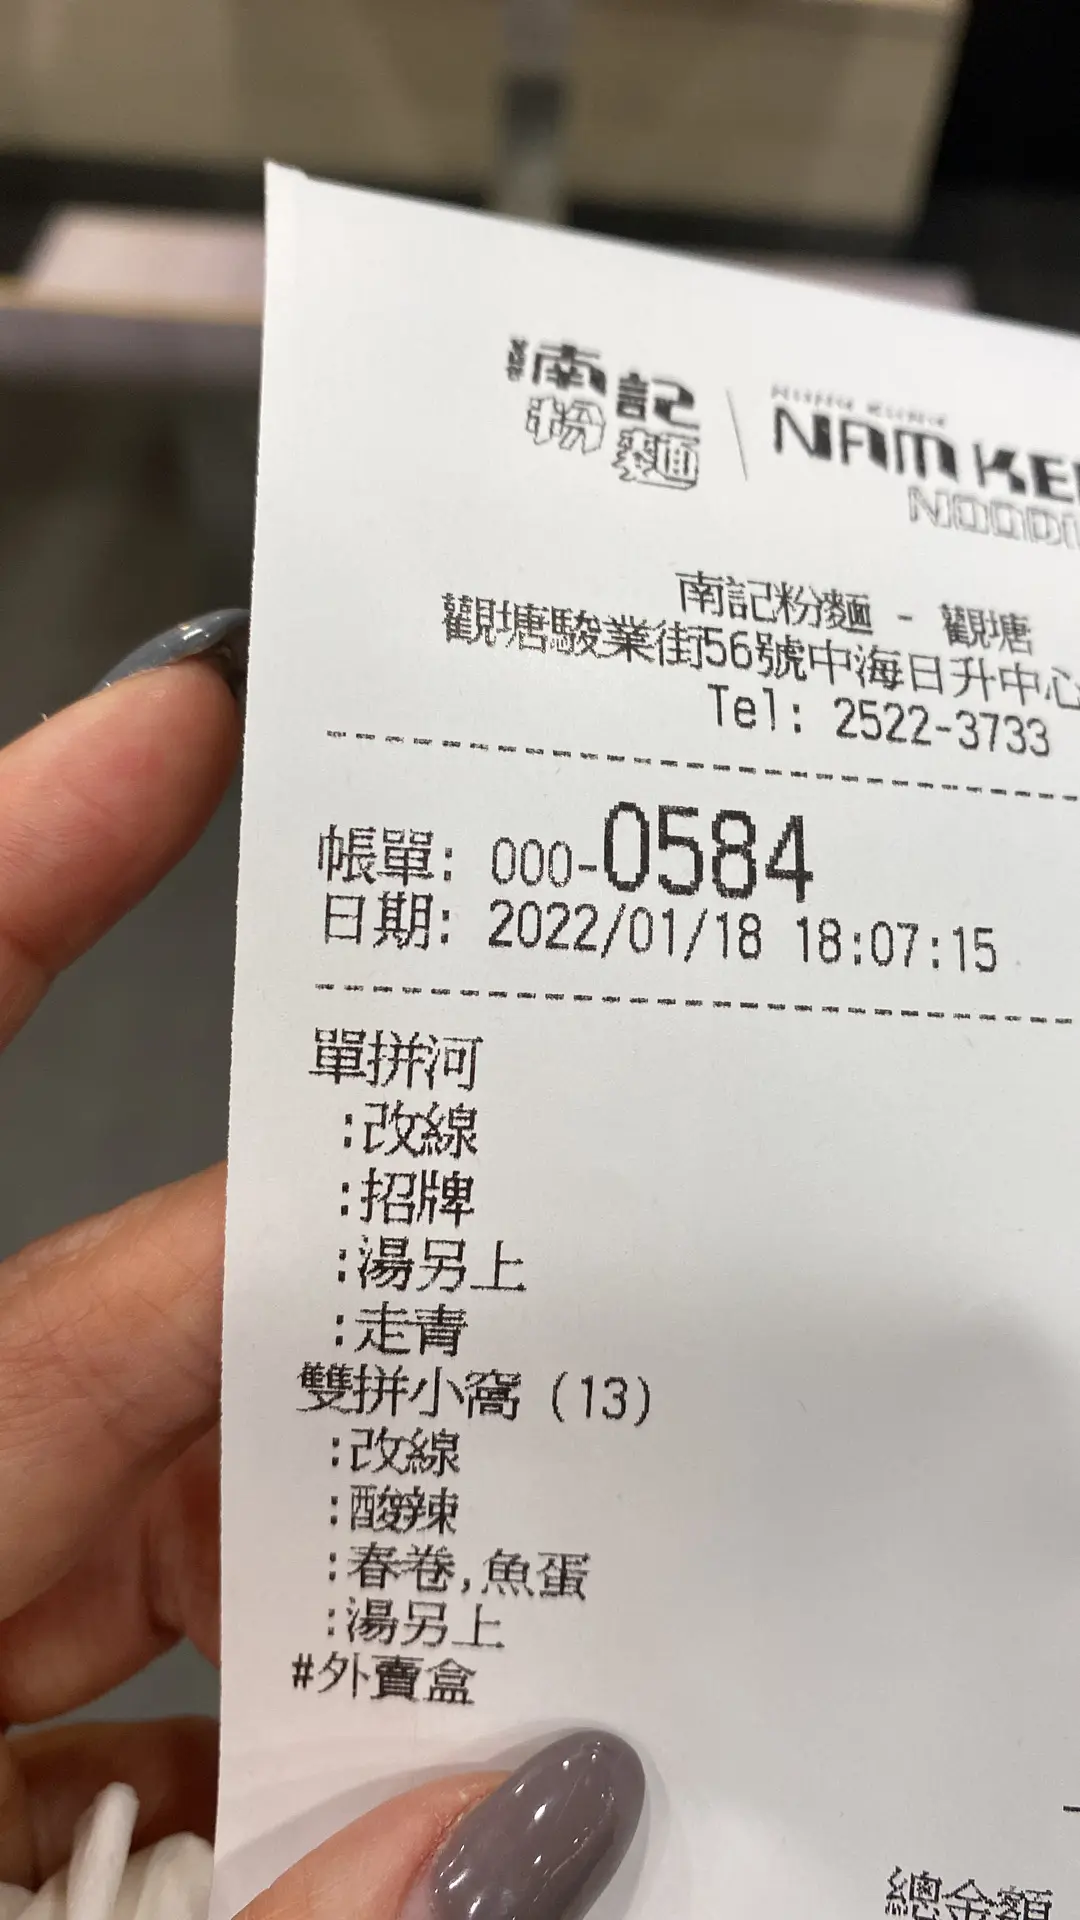 南記
粉麵
NAM KE
NOOD
南記粉麵 - 觀塘
觀塘駿業街56號中海日升中心
Tel: 2522-3733
帳單: 000-0584
日期: 2022/01/18 18:07:15
單拼河
:改線
:招牌
:湯另上
:走青
雙拼小窩 (13)
:改線
:酸辣
:春卷,魚蛋
:湯另上
#外賣盒
總金額